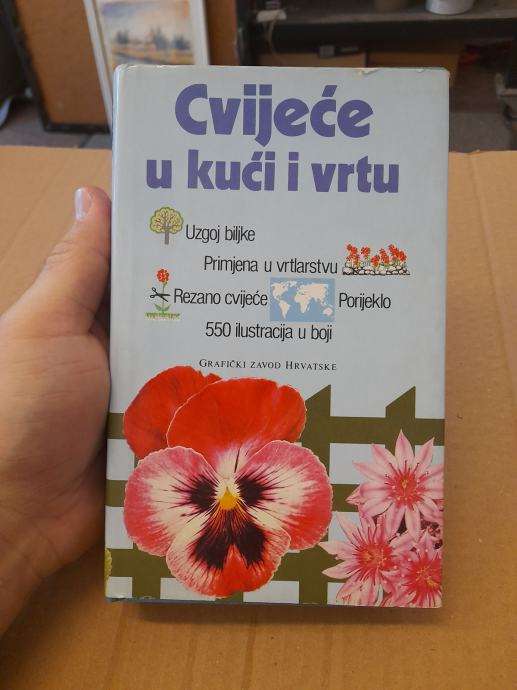 Cvijeće
u kući i vrtu
Uzgoj biljke
Primjena u vrtlarstvu
Rezano cvijeće Porijeklo
550 ilustracija u boji
GRAFIČKI ZAVOD HRVATSKE